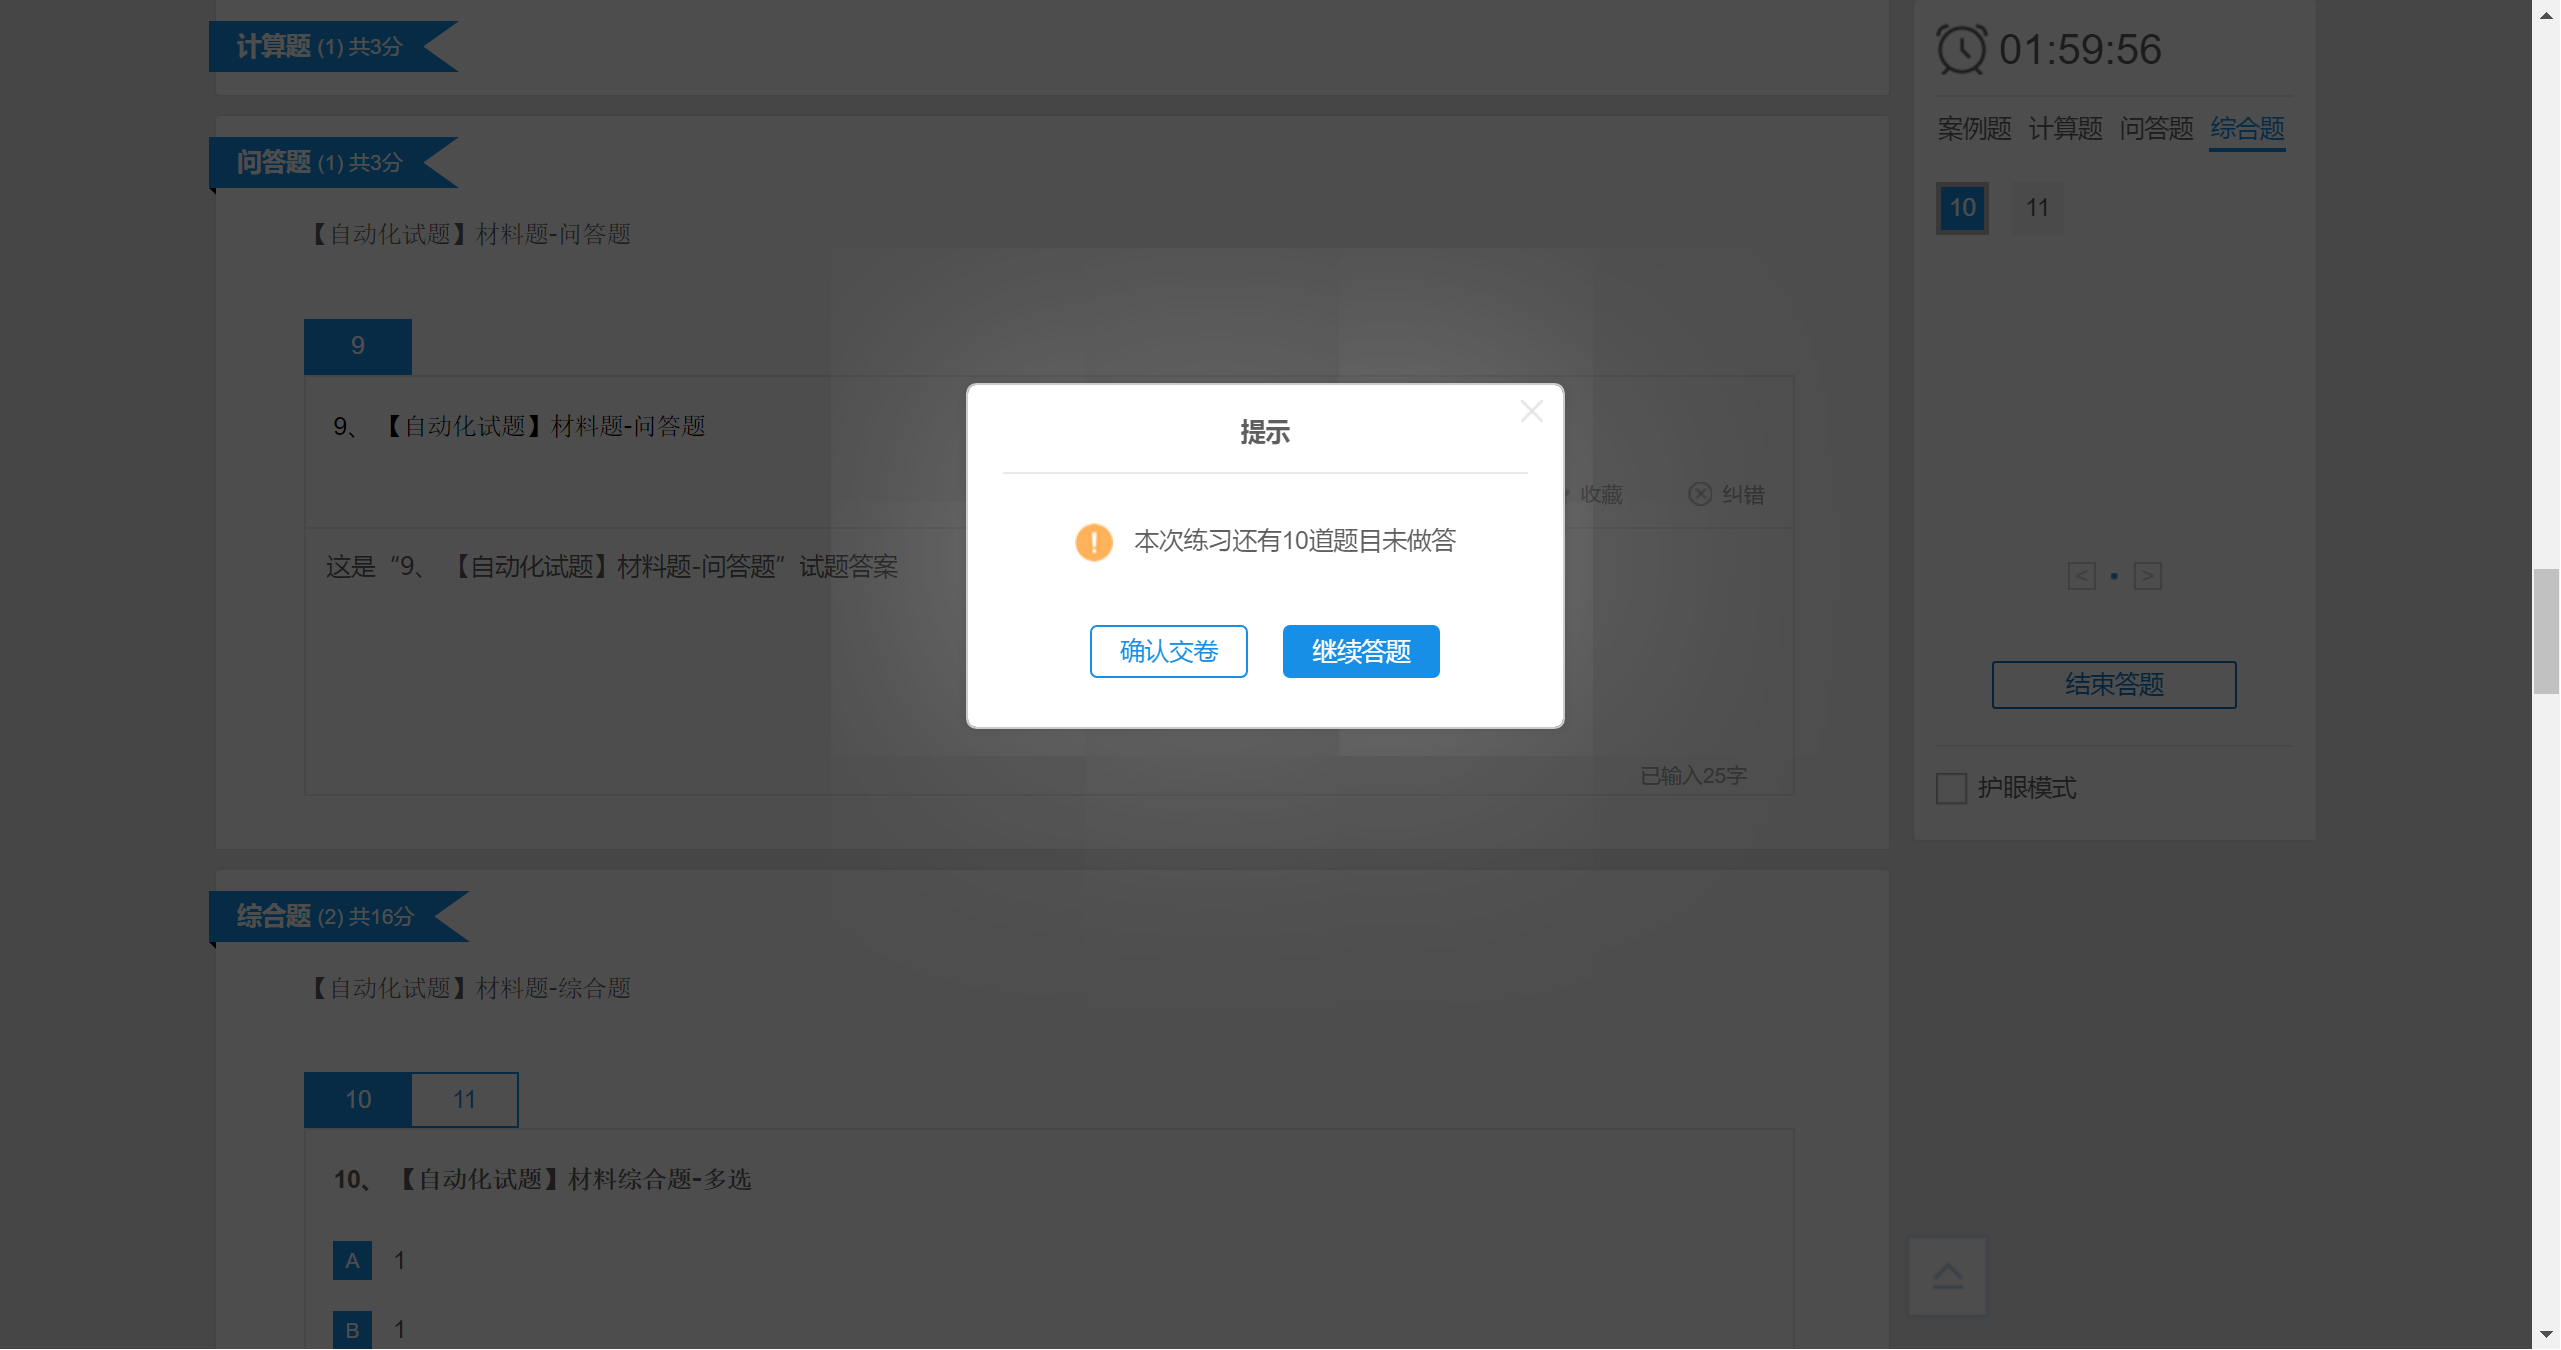 计算题 (1) 共3分
问答题 (1) 共3分
【自动化试题】材料题-问答题
9
9、 【自动化试题】材料题-问答题
收藏
纠错
这是“9、 【自动化试题】材料题-问答题”试题答案
已输入25字
综合题 (2) 共16分
【自动化试题】材料题-综合题
10
11
10、 【自动化试题】材料综合题-多选
A 1
B 1
提示
本次练习还有10道题目未做答
确认交卷
继续答题
01:59:56
案例题 计算题 问答题 综合题
10 11
< >
结束答题
护眼模式